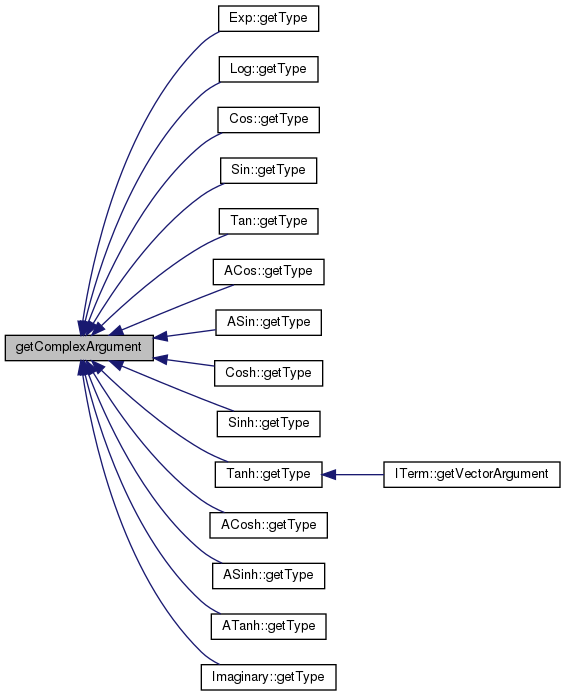 Exp::getType
Log::getType
Cos::getType
Sin::getType
Tan::getType
ACos::getType
ASin::getType
getComplexArgument
Cosh::getType
Sinh::getType
Tanh::getType
ITerm::getVectorArgument
ACosh::getType
ASinh::getType
ATanh::getType
Imaginary::getType